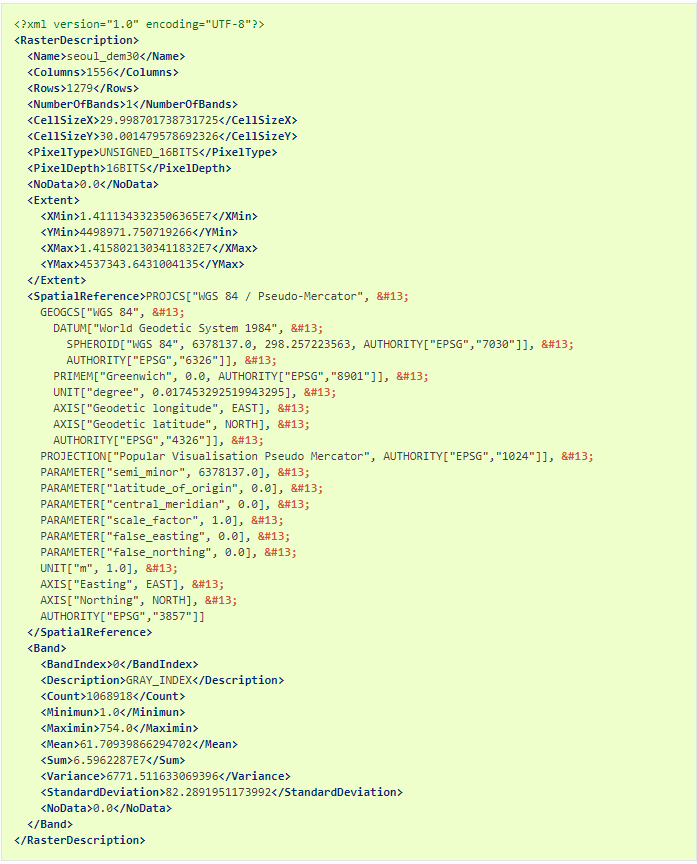 <?xml version="1.0" encoding="UTF-8"?>
<RasterDescription>
  <Name>seoul_dem30</Name>
  <Columns>1556</Columns>
  <Rows>1279</Rows>
  <NumberOfBands>1</NumberOfBands>
  <CellSizeX>29.998701738731725</CellSizeX>
  <CellSizeY>30.001479578692326</CellSizeY>
  <PixelType>UNSIGNED_16BITS</PixelType>
  <PixelDepth>16BITS</PixelDepth>
  <NoData>0.0</NoData>
  <Extent>
    <XMin>1.4111343323506365E7</XMin>
    <YMin>4498971.750719266</YMin>
    <XMax>1.4158021303411832E7</XMax>
    <YMax>4537343.6431004135</YMax>
  </Extent>
  <SpatialReference>PROJCS["WGS 84 / Pseudo-Mercator", &#13;
    GEOGCS["WGS 84", &#13;
      DATUM["World Geodetic System 1984", &#13;
        SPHEROID["WGS 84", 6378137.0, 298.257223563, AUTHORITY["EPSG","7030"]], &#13;
        AUTHORITY["EPSG","6326"]], &#13;
      PRIMEM["Greenwich", 0.0, AUTHORITY["EPSG","8901"]], &#13;
      UNIT["degree", 0.017453292519943295], &#13;
      AXIS["Geodetic longitude", EAST], &#13;
      AXIS["Geodetic latitude", NORTH], &#13;
      AUTHORITY["EPSG","4326"]], &#13;
    PROJECTION["Popular Visualisation Pseudo Mercator", AUTHORITY["EPSG","1024"]], &#13;
    PARAMETER["semi_minor", 6378137.0], &#13;
    PARAMETER["latitude_of_origin", 0.0], &#13;
    PARAMETER["central_meridian", 0.0], &#13;
    PARAMETER["scale_factor", 1.0], &#13;
    PARAMETER["false_easting", 0.0], &#13;
    PARAMETER["false_northing", 0.0], &#13;
    UNIT["m", 1.0], &#13;
    AXIS["Easting", EAST], &#13;
    AXIS["Northing", NORTH], &#13;
    AUTHORITY["EPSG","3857"]]
  </SpatialReference>
  <Band>
    <BandIndex>0</BandIndex>
    <Description>GRAY_INDEX</Description>
    <Count>1068918</Count>
    <Minimun>1.0</Minimun>
    <Maximin>754.0</Maximin>
    <Mean>61.70939866294702</Mean>
    <Sum>6.5962287E7</Sum>
    <Variance>6771.511633069396</Variance>
    <StandardDeviation>82.2891951173992</StandardDeviation>
    <NoData>0.0</NoData>
  </Band>
</RasterDescription>